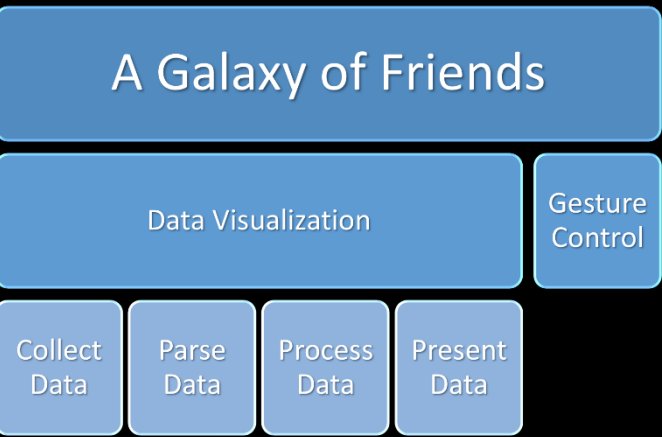 A Galaxy of Friends
Data Visualization
Gesture
Control
Collect
Data
Parse
Data
Process
Data
Present
Data